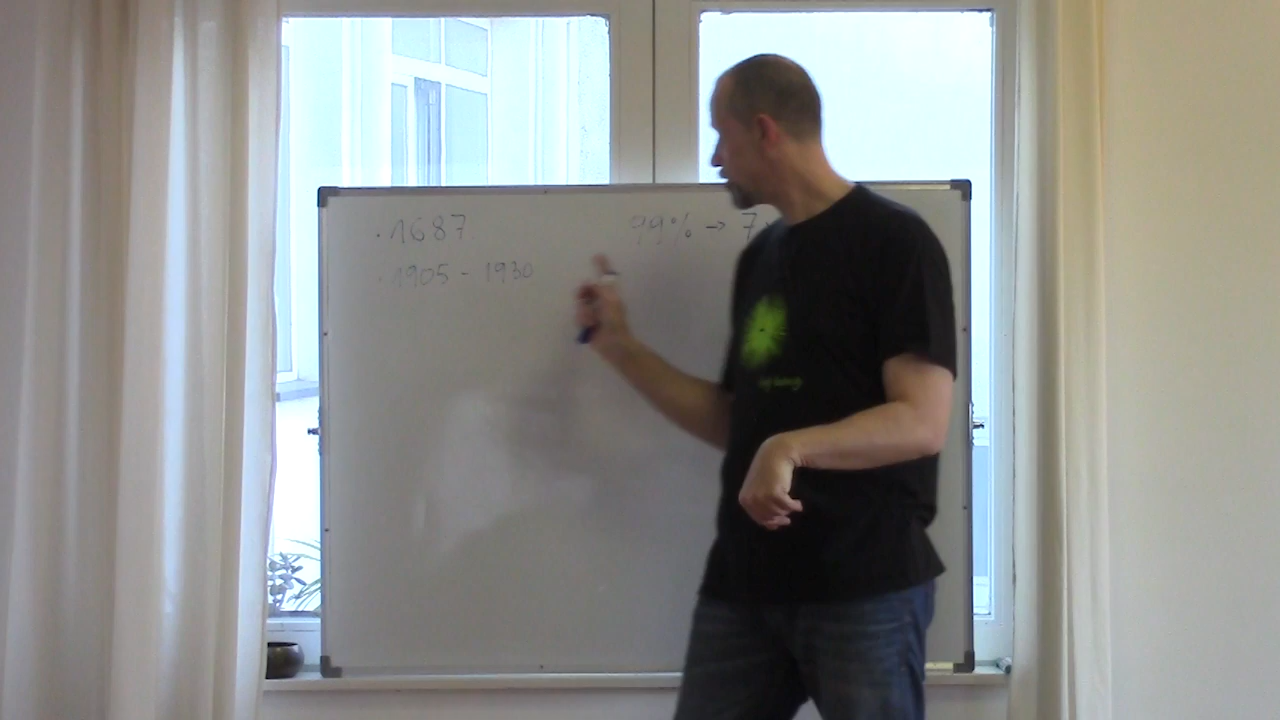 · 1687
99% → 7
· 1905 - 1930